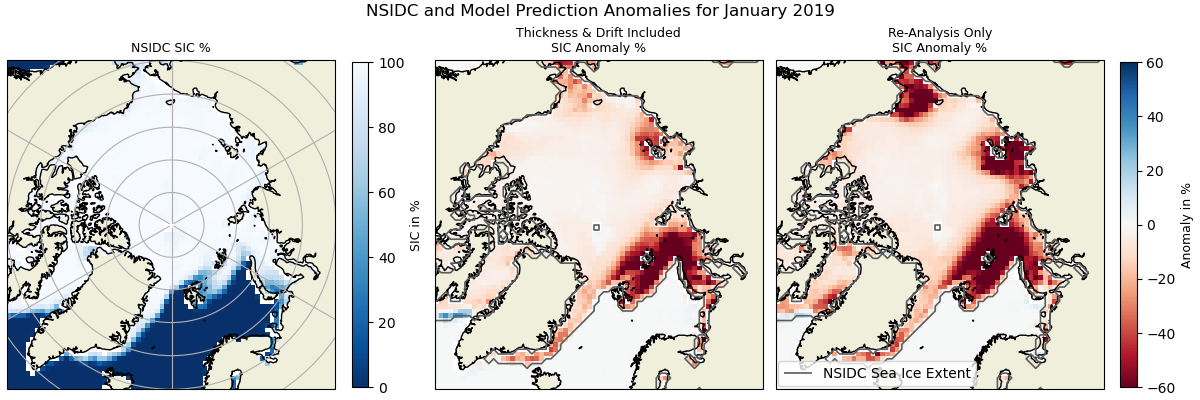 NSIDC and Model Prediction Anomalies for January 2019
NSIDC SIC %
100
80
60
40
20
0
SIC in %
Thickness & Drift Included
SIC Anomaly %
Re-Analysis Only
SIC Anomaly %
NSIDC Sea Ice Extent
60
40
20
0
−20
−40
−60
Anomaly in %